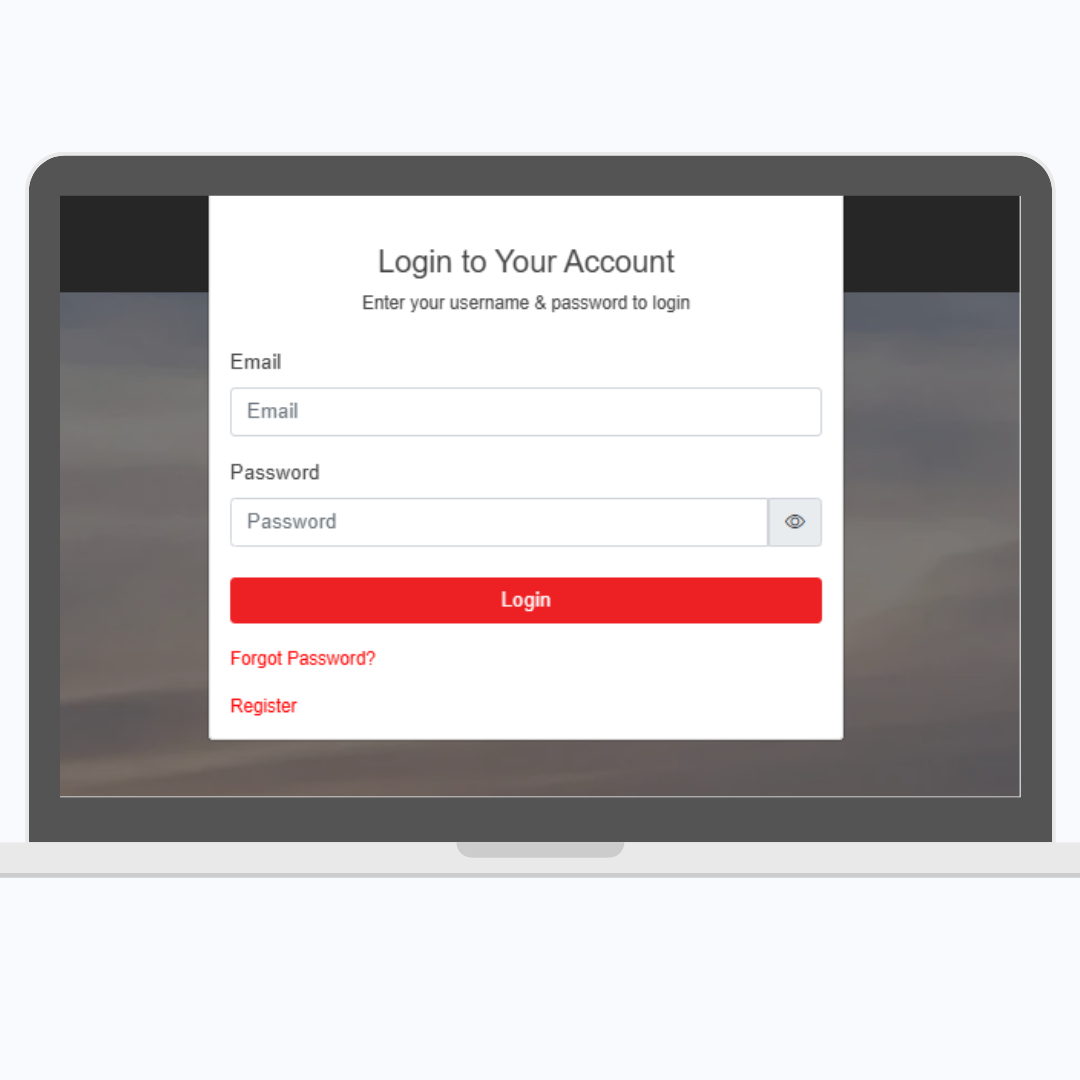 Login to Your Account
Enter your username & password to login
Email
Email
Password
Password
Login
Forgot Password?
Register